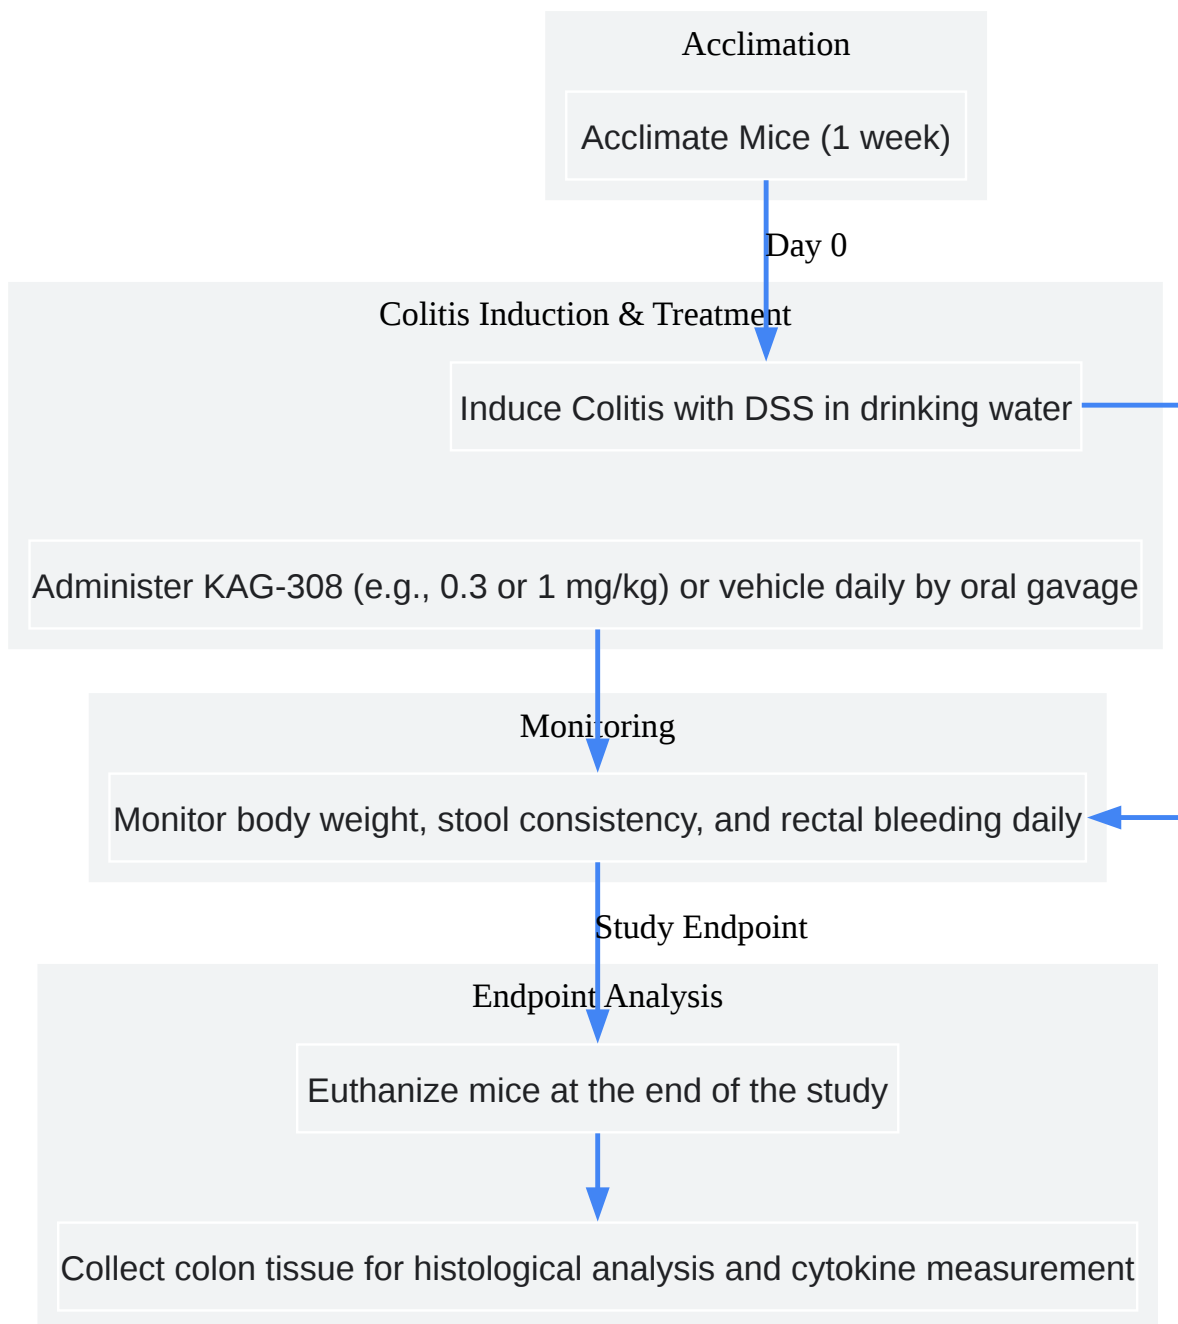 Acclimation
Acclimate Mice (1 week)
Day 0
Colitis Induction & Treatment
Induce Colitis with DSS in drinking water
Administer KAG-308 (e.g., 0.3 or 1 mg/kg) or vehicle daily by oral gavage
Monitoring
Monitor body weight, stool consistency, and rectal bleeding daily
Study Endpoint
Endpoint Analysis
Euthanize mice at the end of the study
Collect colon tissue for histological analysis and cytokine measurement